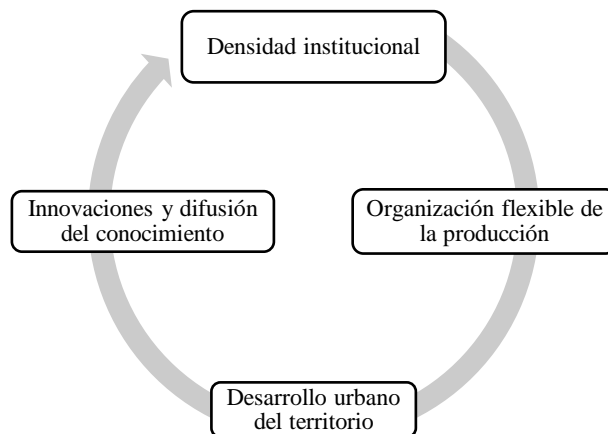 Densidad institucional
Organización flexible de
la producción
Desarrollo urbano
del territorio
Innovaciones y difusión
del conocimiento